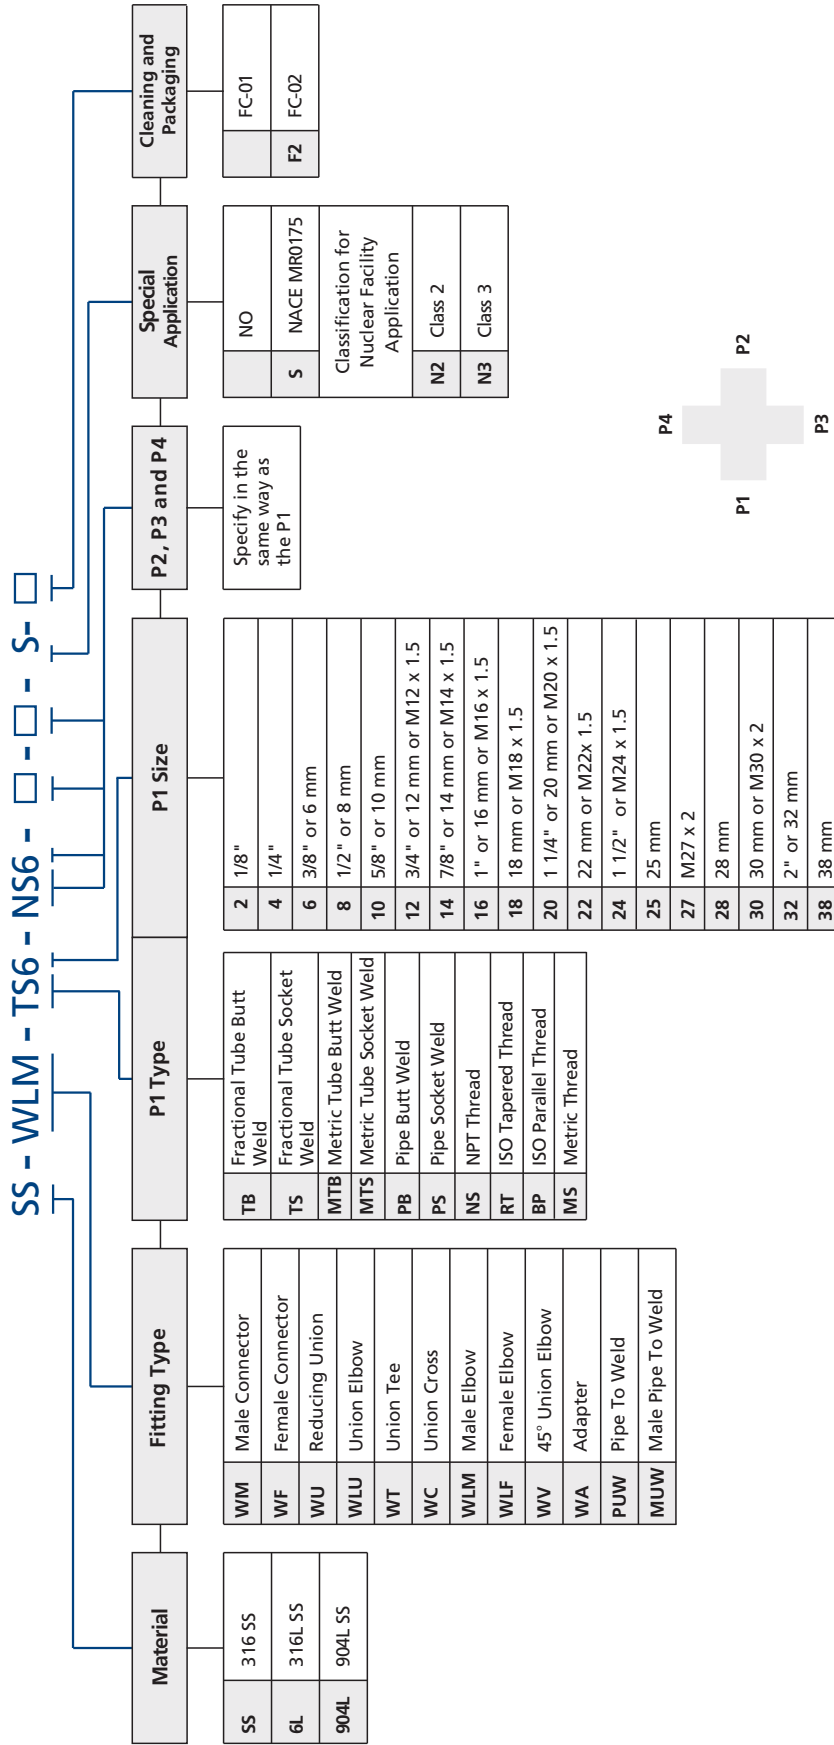 SS - WLM - TS6 - NS6 - □ - □ - S- □
Material
SS 316 SS
6L 316L SS
904L 904L SS
Fitting Type
WM Male Connector
WF Female Connector
WU Reducing Union
WLU Union Elbow
WT Union Tee
WC Union Cross
WLM Male Elbow
WLF Female Elbow
WV 45° Union Elbow
WA Adapter
PUW Pipe To Weld
MUW Male Pipe To Weld
P1 Type
TB Fractional Tube Butt
Weld
TS Fractional Tube Socket
Weld
MTB Metric Tube Butt Weld
MTS Metric Tube Socket Weld
PB Pipe Butt Weld
PS Pipe Socket Weld
NS NPT Thread
RT ISO Tapered Thread
BP ISO Parallel Thread
MS Metric Thread
P1 Size
2 1/8"
4 1/4"
6 3/8" or 6 mm
8 1/2" or 8 mm
10 5/8" or 10 mm
12 3/4" or 12 mm or M12 x 1.5
14 7/8" or 14 mm or M14 x 1.5
16 1" or 16 mm or M16 x 1.5
18 18 mm or M18 x 1.5
20 1 1/4" or 20 mm or M20 x 1.5
22 22 mm or M22x 1.5
24 1 1/2" or M24 x 1.5
25 25 mm
27 M27 x 2
28 28 mm
30 30 mm or M30 x 2
32 2" or 32 mm
38 38 mm
P2, P3 and P4
Specify in the
same way as
the P1
Special
Application
NO
S NACE MR0175
Classification for
Nuclear Facility
Application
N2 Class 2
N3 Class 3
Cleaning and
Packaging
FC-01
F2 FC-02
P4
P1
P2
P3